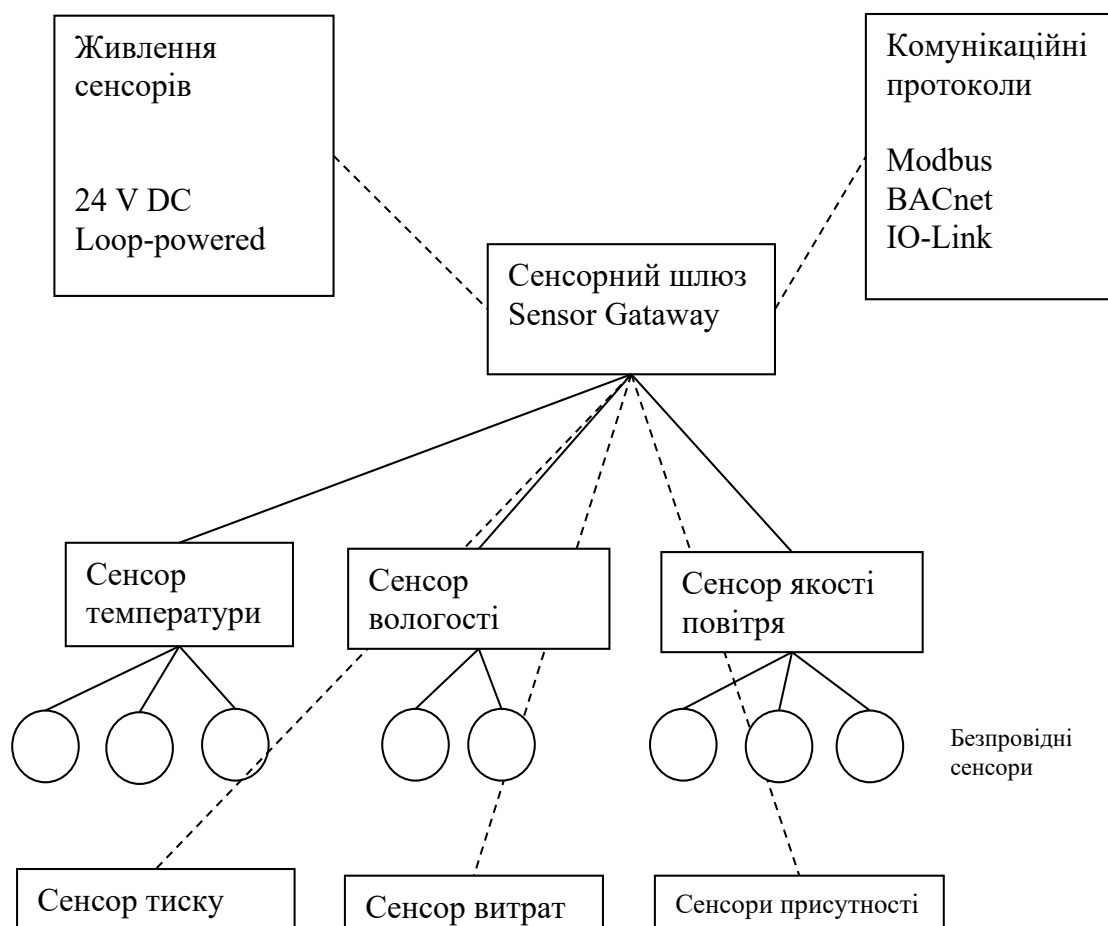 Живлення
сенсорів
24 V DC
Loop-powered
Комунікаційні
протоколи
Modbus
BACnet
IO-Link
Сенсорний шлюз
Sensor Gataway
Сенсор
температури
Сенсор
вологості
Сенсор якості
повітря
Безпровідні
сенсори
Сенсор тиску
Сенсор витрат
Сенсори присутності